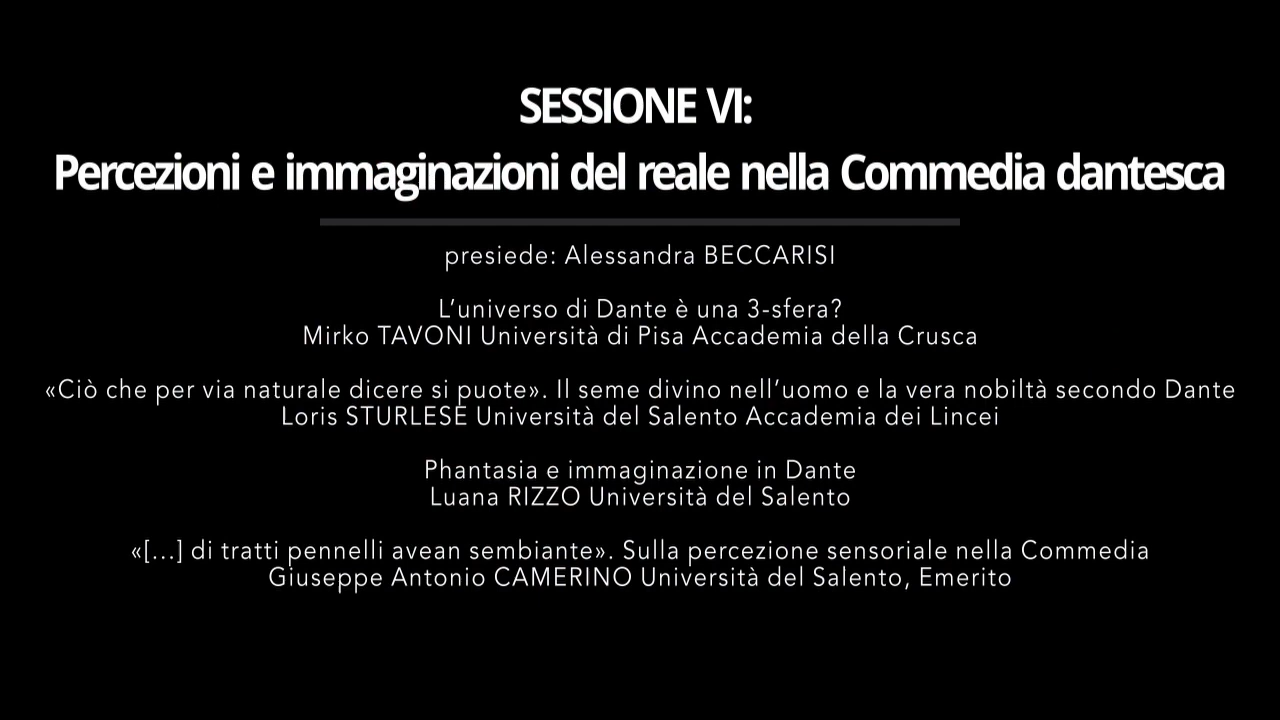 SESSIONE VI:
Percezioni e immaginazioni del reale nella Commedia dantesca
presiede: Alessandra BECCARISI
L’universo di Dante è una 3-sfera?
Mirko TAVONI Università di Pisa Accademia della Crusca
«Ciò che per via naturale dicere si puote». Il seme divino nell’uomo e la vera nobiltà secondo Dante
Loris STURLESE Università del Salento Accademia dei Lincei
Phantasia e immaginazione in Dante
Luana RIZZO Università del Salento
«[…] di tratti pennelli avean sembiante». Sulla percezione sensoriale nella Commedia
Giuseppe Antonio CAMERINO Università del Salento, Emerito